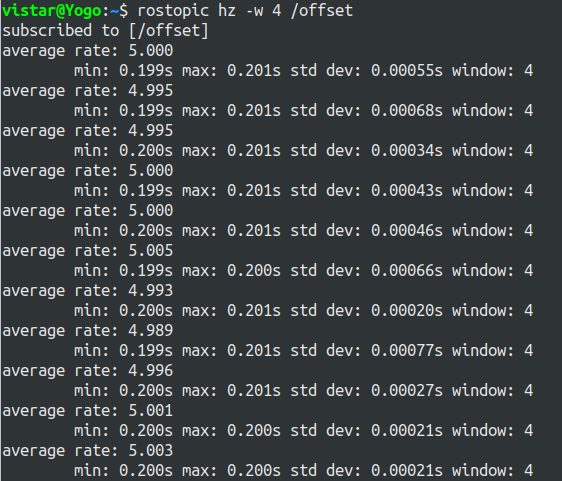 vistar@Yogo:~$ rostopic hz -w 4 /offset
subscribed to [/offset]
average rate: 5.000
min: 0.199s max: 0.201s std dev: 0.00055s window: 4
average rate: 4.995
min: 0.199s max: 0.201s std dev: 0.00068s window: 4
average rate: 4.995
min: 0.200s max: 0.201s std dev: 0.00034s window: 4
average rate: 5.000
min: 0.199s max: 0.201s std dev: 0.00043s window: 4
average rate: 5.000
min: 0.200s max: 0.201s std dev: 0.00046s window: 4
average rate: 5.005
min: 0.199s max: 0.200s std dev: 0.00066s window: 4
average rate: 4.993
min: 0.200s max: 0.201s std dev: 0.00020s window: 4
average rate: 4.989
min: 0.199s max: 0.201s std dev: 0.00077s window: 4
average rate: 4.996
min: 0.200s max: 0.201s std dev: 0.00027s window: 4
average rate: 5.001
min: 0.200s max: 0.200s std dev: 0.00021s window: 4
average rate: 5.003
min: 0.200s max: 0.200s std dev: 0.00021s window: 4